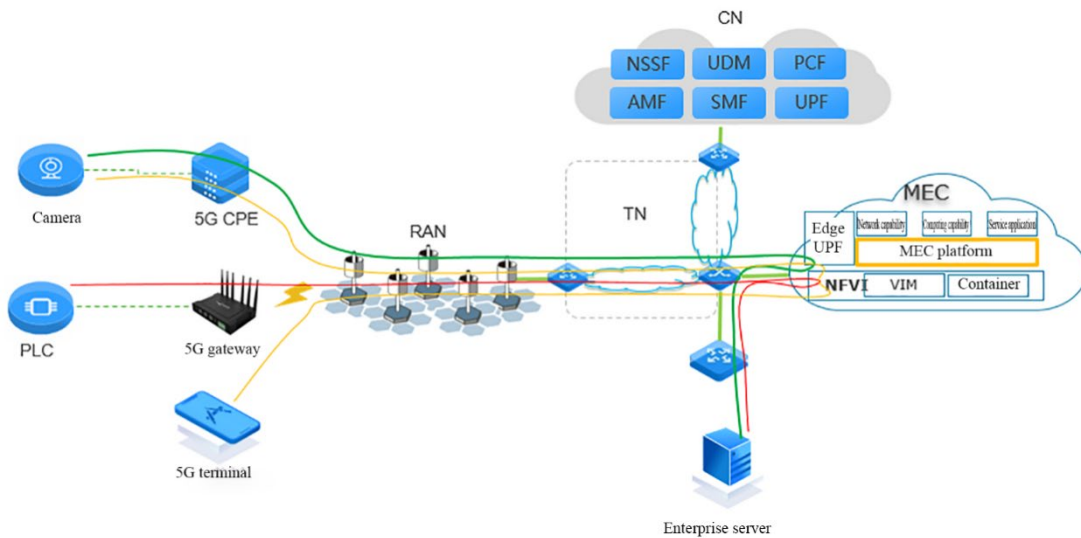 CN
NSSF UDM PCF
AMF SMF UPF
Camera
5G CPE
RAN
TN
MEC
Edge
UPF
Network capability Computing capability Service application
MEC platform
NFVI VIM Container
PLC
5G gateway
5G terminal
Enterprise server